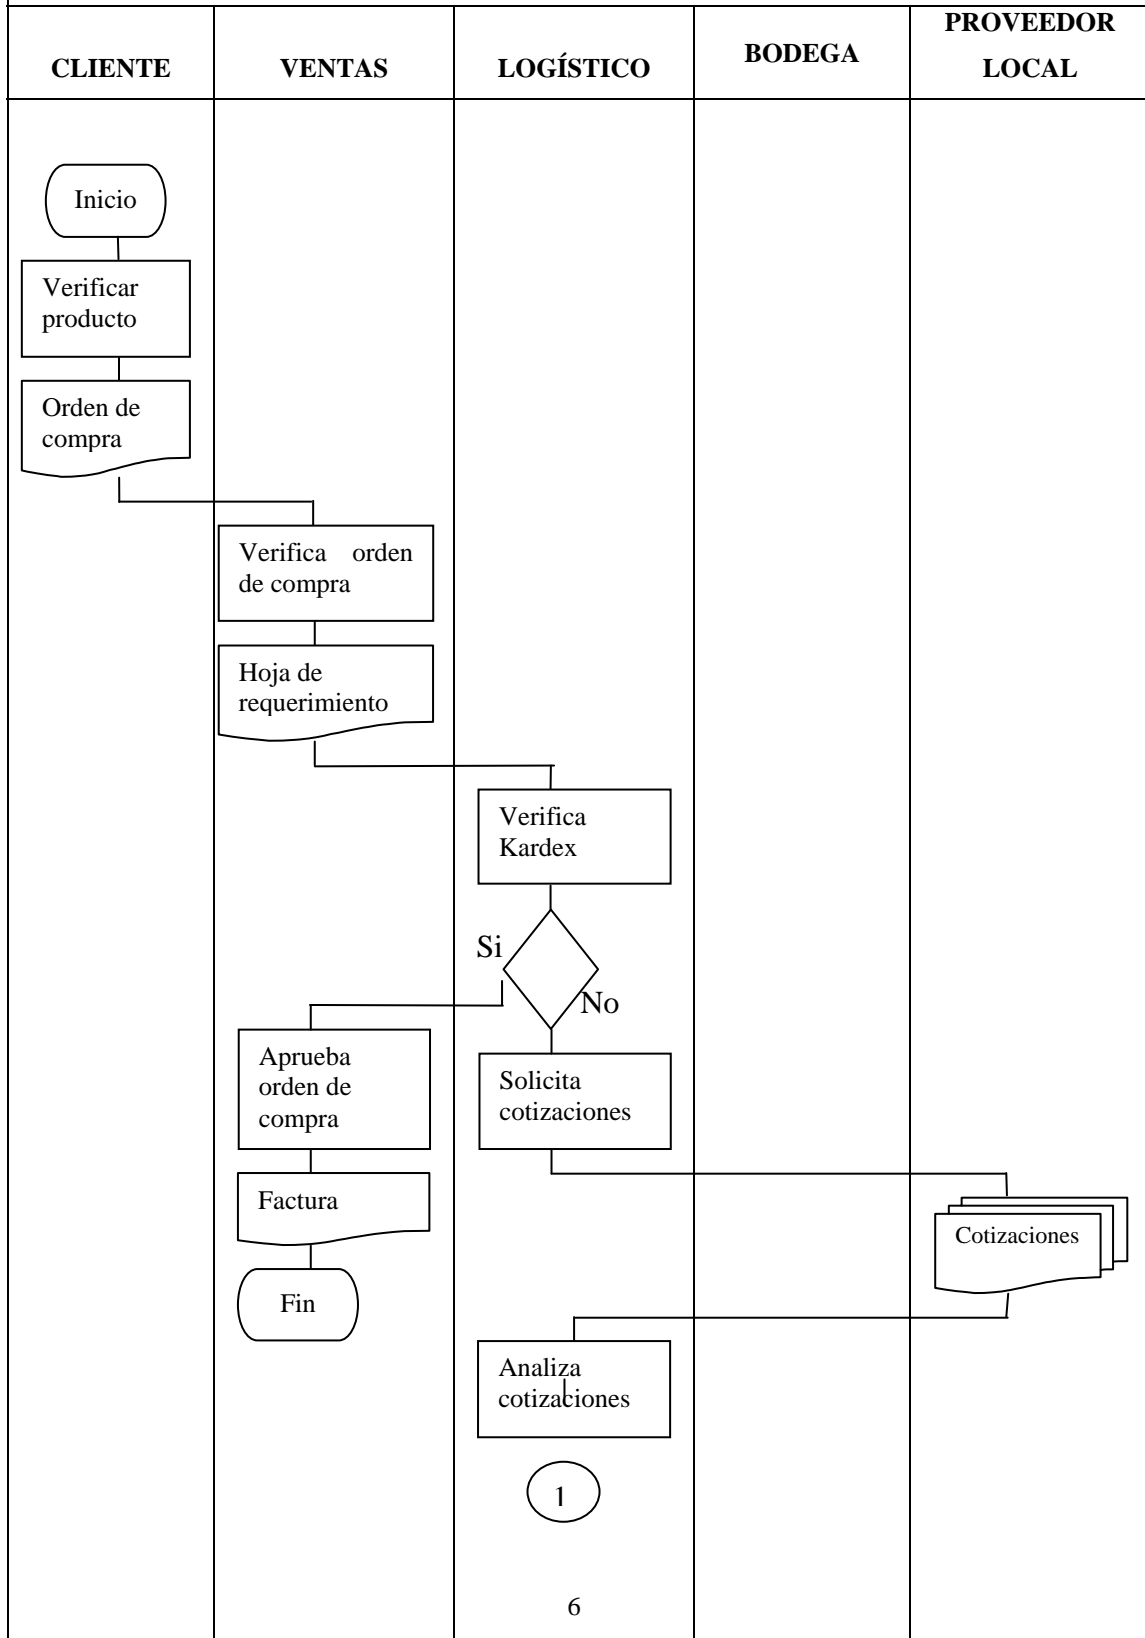 CLIENTE
VENTAS
LOGÍSTICO
BODEGA
PROVEEDOR
LOCAL
Inicio
Verificar
producto
Orden de
compra
Verifica orden
de compra
Hoja de
requerimiento
Verifica
Kardex
Si
No
Aprueba
orden de
compra
Solicita
cotizaciones
Factura
Cotizaciones
Fin
Analiza
cotizaciones
1
6